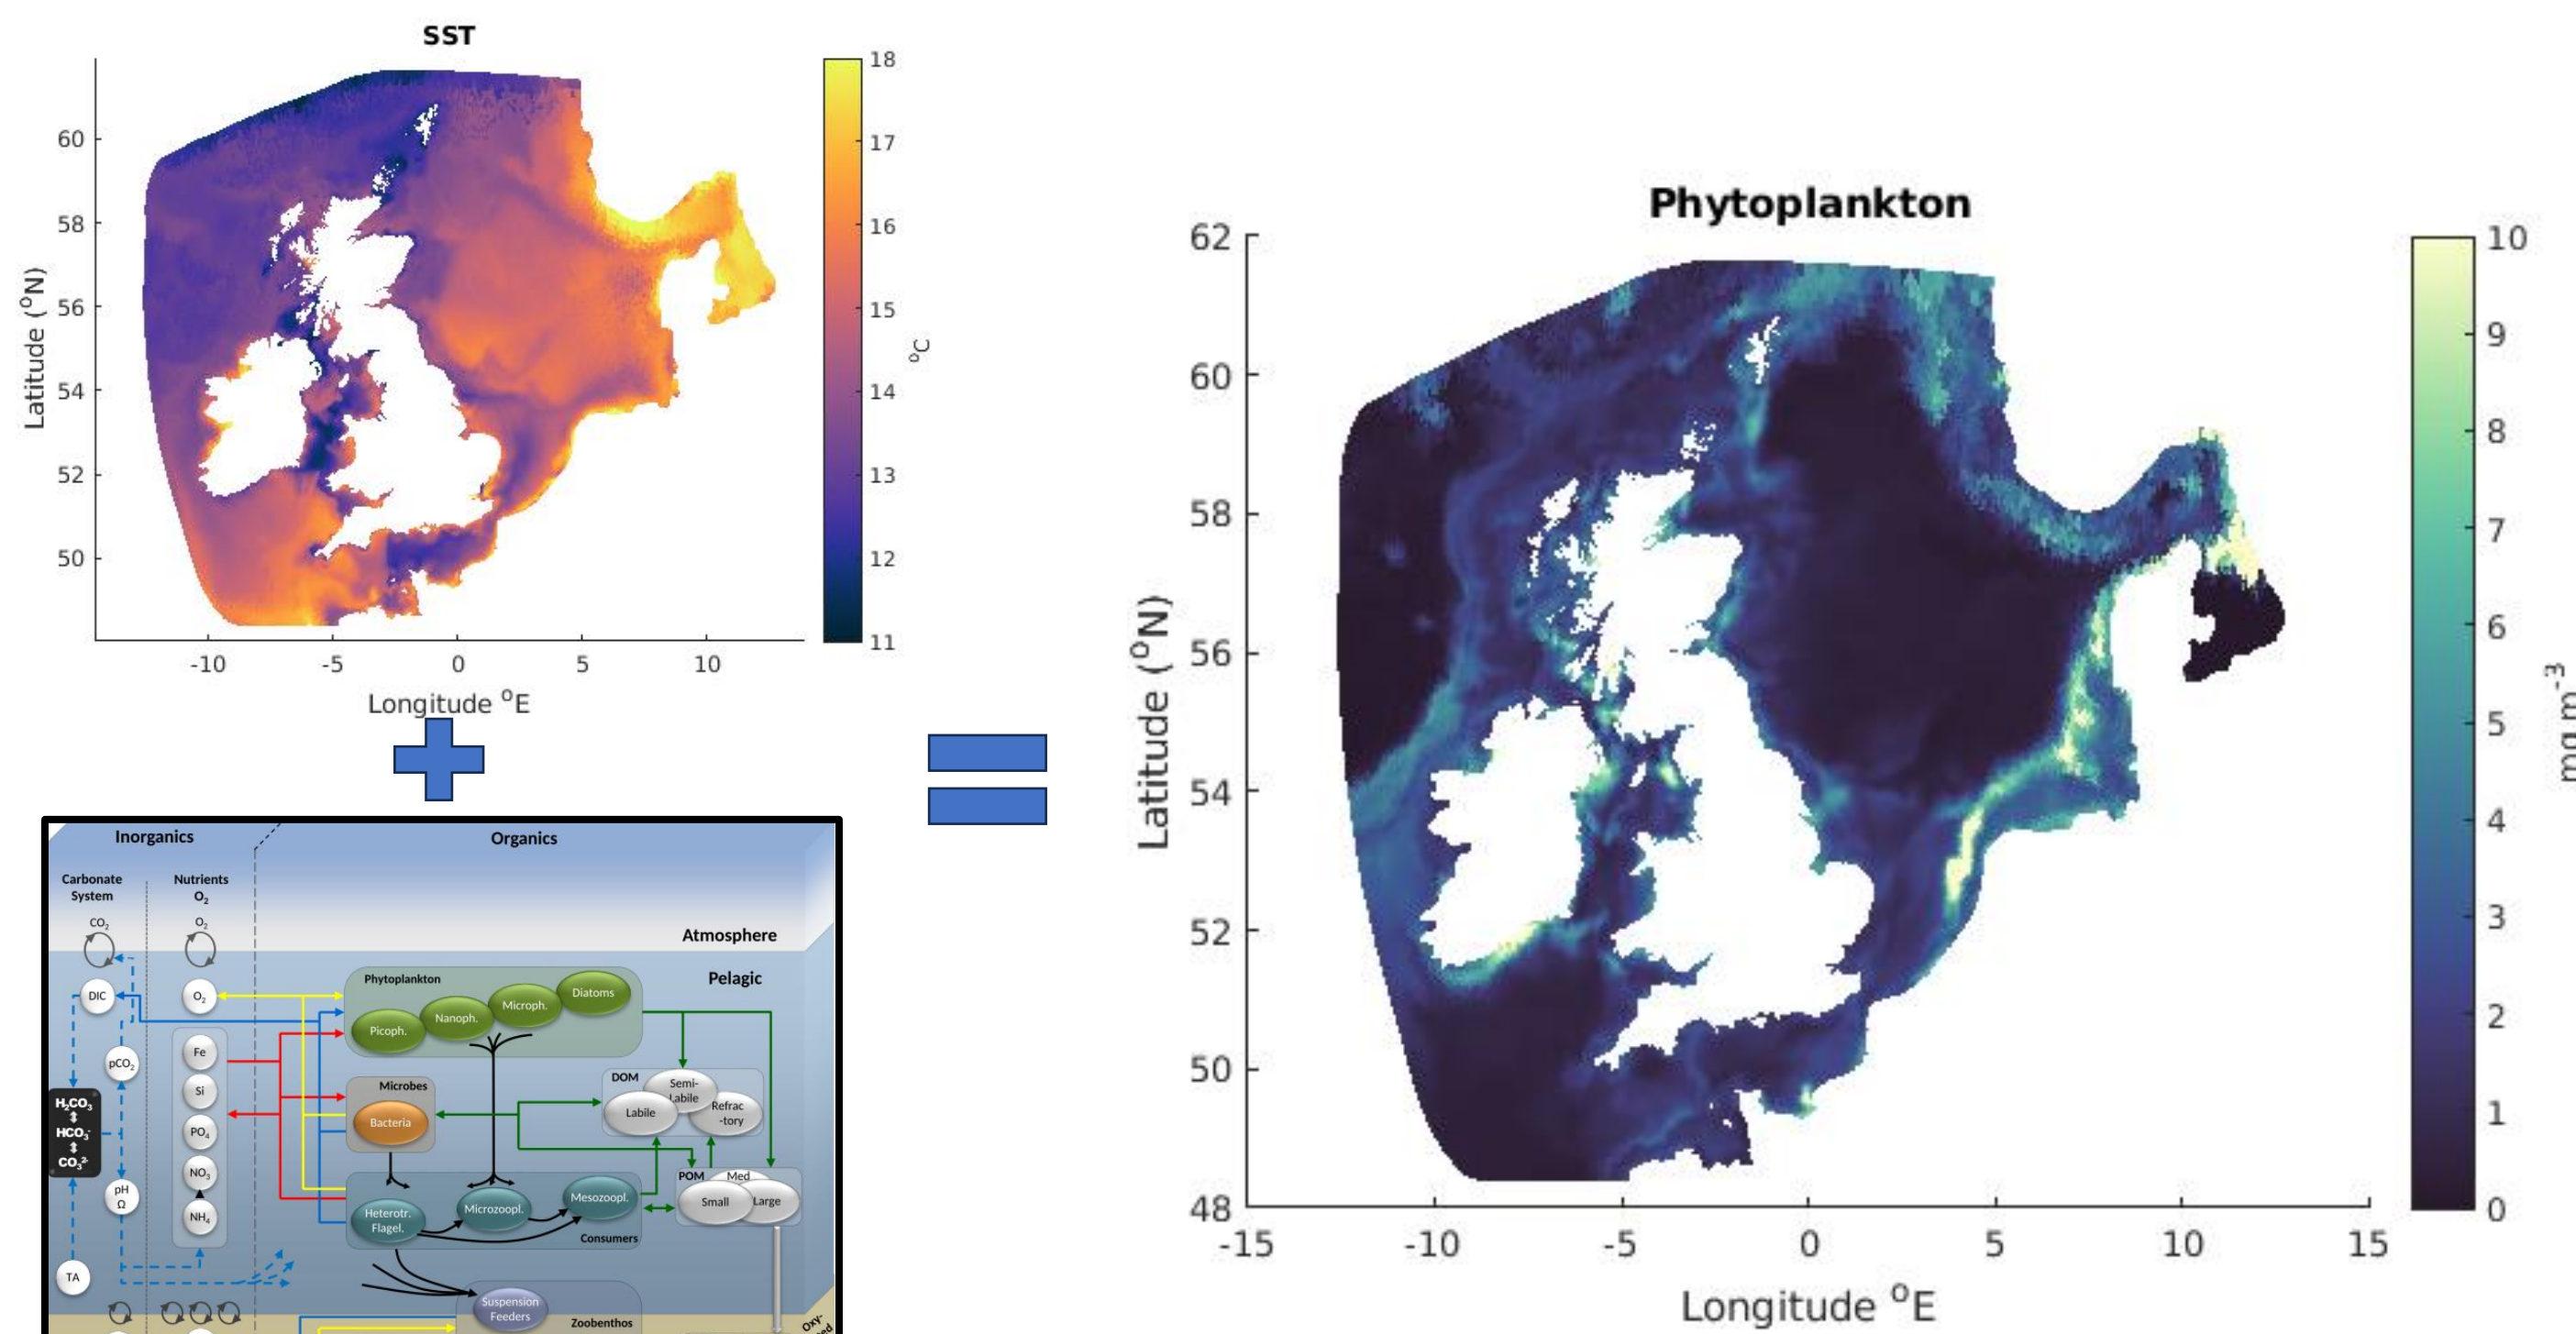 SST
18
17
16
15
14
13
12
11
°C
60
58
56
54
52
50
Latitude (°N)
-10
-5
0
5
10
Longitude °E
Inorganics
Organics
Carbonate
System
Nutrients
O₂
CO₂
O₂
Atmosphere
Pelagic
Phytoplankton
Picoph.
Nanoph.
Microph.
Diatoms
DIC
O₂
Fe
Si
PO₄
NO₃
NH₄
pCO₂
H₂CO₃
HCO₃⁻
CO₃²⁻
pH
Ω
TA
Microbes
Bacteria
DOM
Semi-
Labile
Labile
Refrac
-tory
POM
Med
Small
Large
Heterotr.
Flagel.
Microzoopl.
Mesozoopl.
Consumers
Suspension
Feeders
Zoobenthos
Oxy-
Phytoplankton
62
60
58
56
54
52
50
48
Latitude (°N)
-15
-10
-5
0
5
10
15
Longitude °E
10
9
8
7
6
5
4
3
2
1
0
mg m⁻³